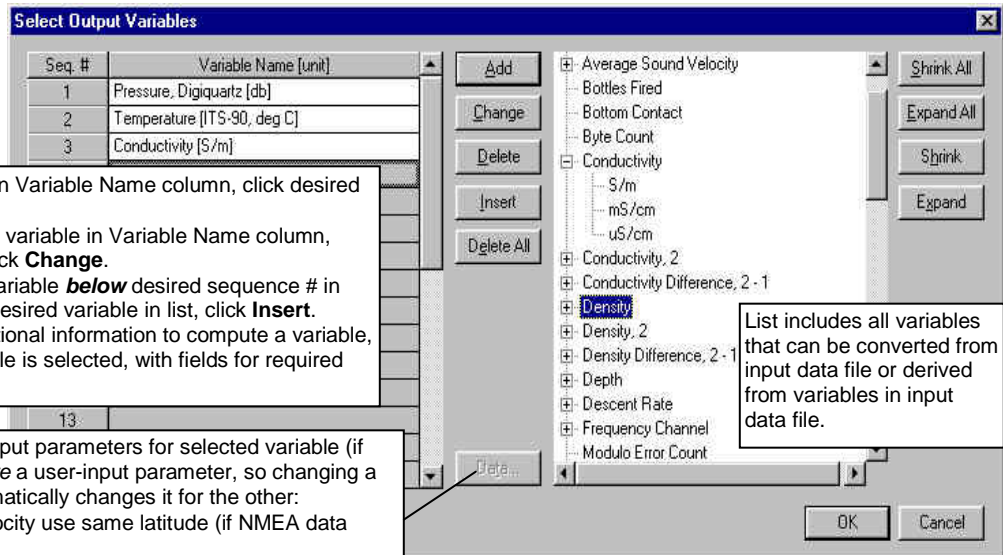 Select Output Variables
Seq. # Variable Name [unit]
1 Pressure, Digiquartz [db]
2 Temperature [ITS-90, deg C]
3 Conductivity [S/m]
in Variable Name column, click desired
variable in Variable Name column,
ck Change.
ariable below desired sequence # in
esired variable in list, click Insert.
tional information to compute a variable,
le is selected, with fields for required
13
put parameters for selected variable (if
e a user-input parameter, so changing a
matically changes it for the other:
ocity use same latitude (if NMEA data
Add
Change
Delete
Insert
Delete All
Data...
Average Sound Velocity
Bottles Fired
Bottom Contact
Byte Count
Conductivity
S/m
mS/cm
uS/cm
Conductivity, 2
Conductivity Difference, 2 - 1
Density
Density, 2
Density Difference, 2 - 1
Depth
Descent Rate
Frequency Channel
Modulo Error Count
List includes all variables
that can be converted from
input data file or derived
from variables in input
data file.
Shrink All
Expand All
Shrink
Expand
OK
Cancel